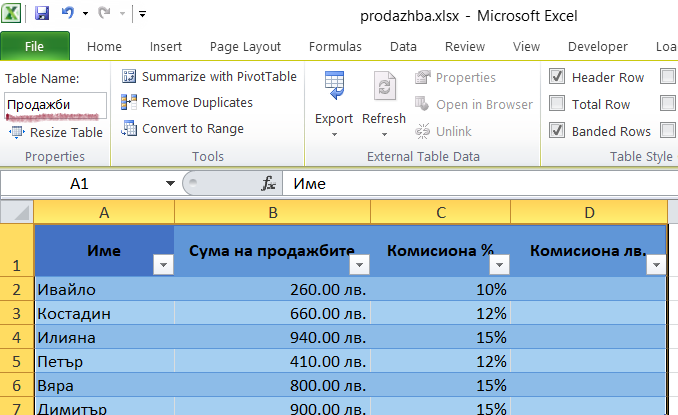 prodazhba.xlsx - Microsoft Excel
File Home Insert Page Layout Formulas Data Review View Developer Loa
Table Name:
Продажби
Resize Table
Properties
Summarize with PivotTable
Remove Duplicates
Convert to Range
Tools
Export Refresh
Properties
Open in Browser
Unlink
External Table Data
Header Row
Total Row
Banded Rows
Table Style
A1 fx Име
A B C D
1 Име Сума на продажбите Комисиона % Комисиона лв.
2 Ивайло 260.00 лв. 10%
3 Костадин 660.00 лв. 12%
4 Илияна 940.00 лв. 15%
5 Петър 410.00 лв. 12%
6 Вяра 800.00 лв. 15%
7 Димитър 900.00 лв. 15%